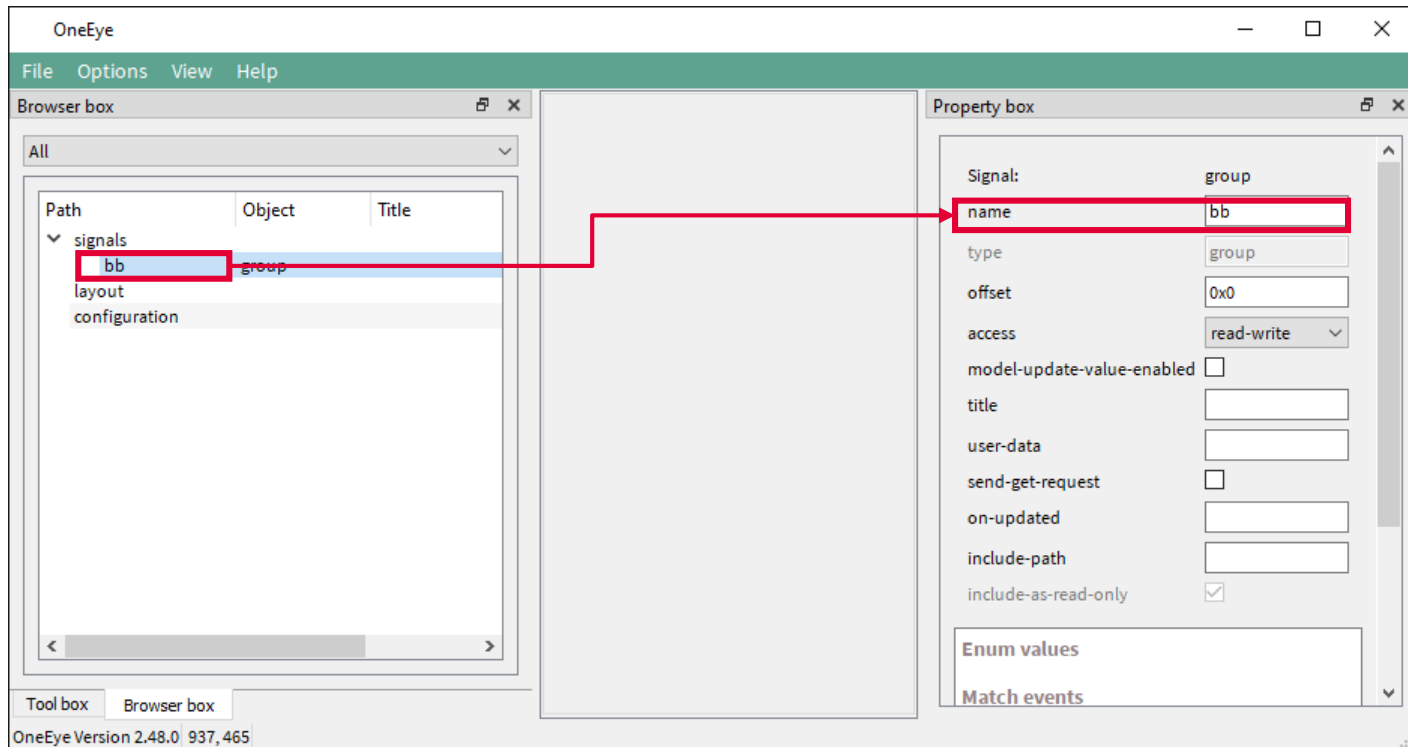 OneEye
File Options View Help
Browser box
All
Path Object Title
signals
bb group
layout
configuration
Tool box Browser box
OneEye Version 2.48.0 937, 465
Property box
Signal: group
name bb
type group
offset 0x0
access read-write
model-update-value-enabled
title
user-data
send-get-request
on-updated
include-path
include-as-read-only
Enum values
Match events